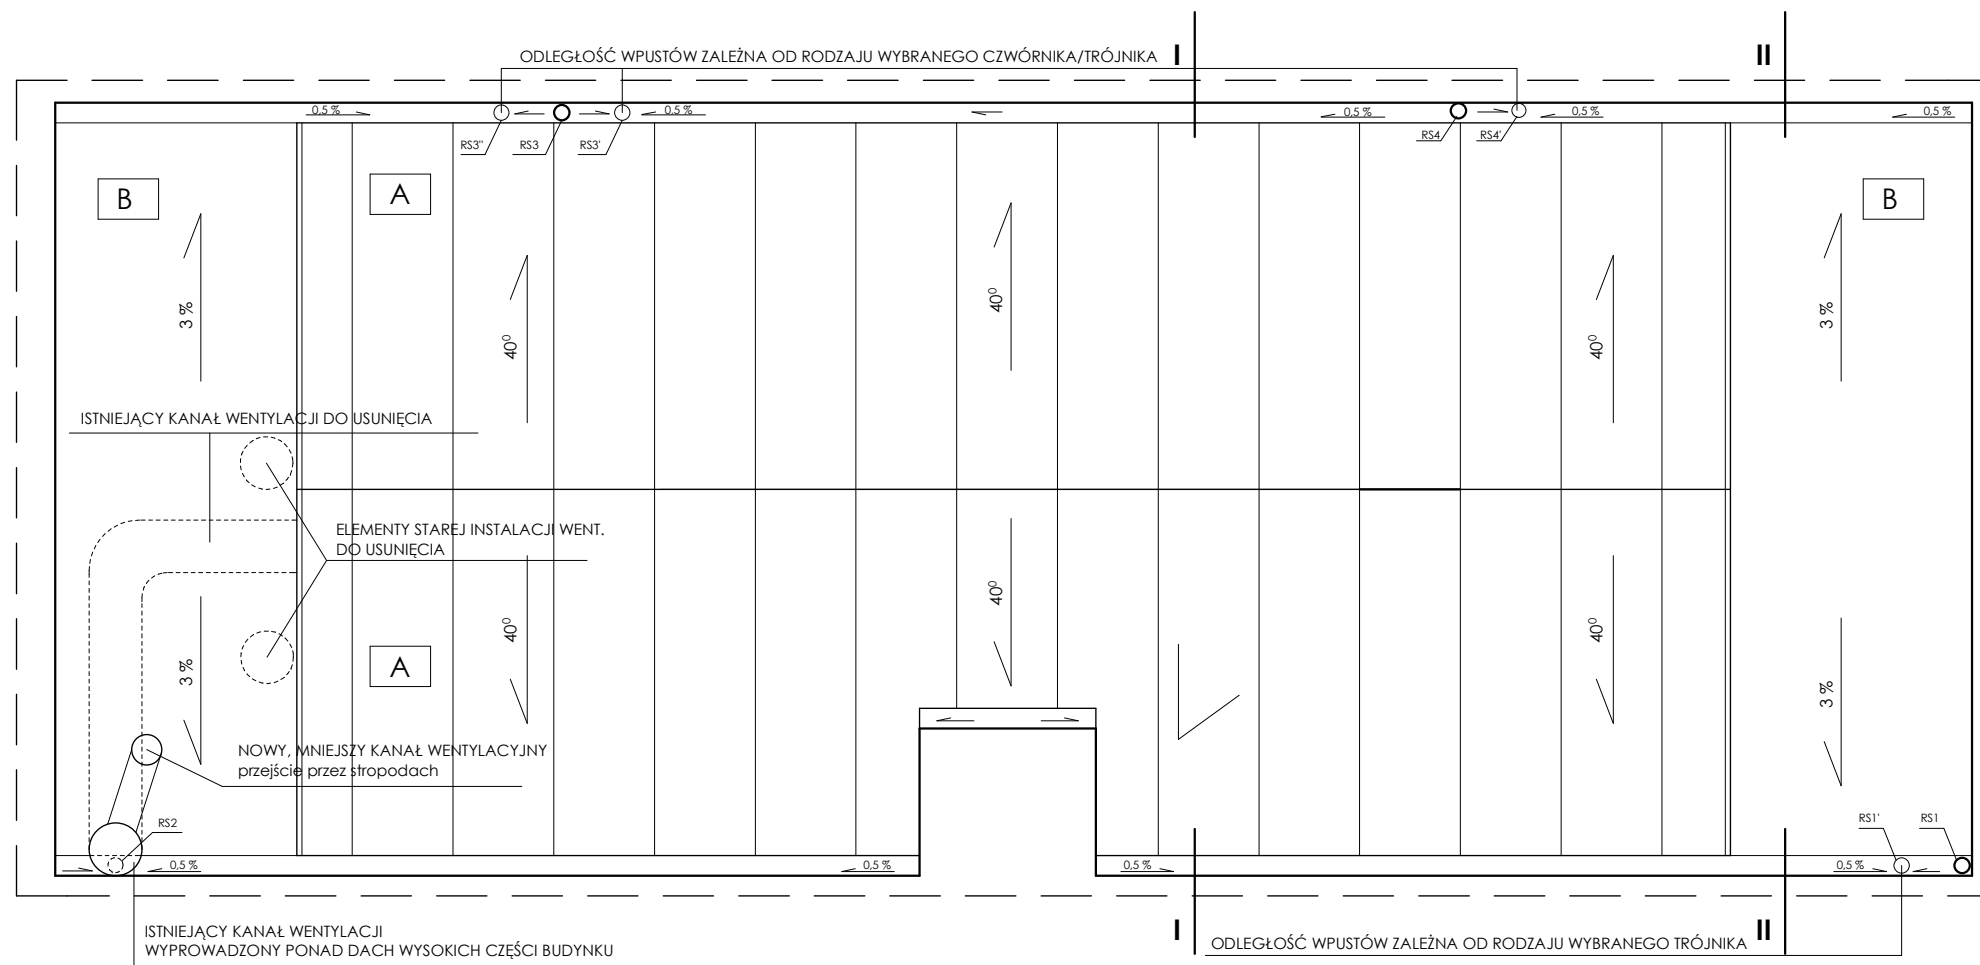 I
II
ODLEGŁOŚĆ WPUSTÓW ZALEŻNA OD RODZAJU WYBRANEGO CZWÓRNIKA/TRÓJNIKA
0,5 %
0,5 %
0,5 %
0,5 %
0,5 %
RS3"
RS3
RS3'
RS4
RS4'
B
A
B
3 %
40⁰
40⁰
40⁰
3 %
ISTNIEJĄCY KANAŁ WENTYLACJI DO USUNIĘCIA
ELEMENTY STAREJ INSTALACJI WENT.
DO USUNIĘCIA
3 %
40⁰
40⁰
40⁰
3 %
A
NOWY, MNIEJSZY KANAŁ WENTYLACYJNY
przejście przez stropodach
RS2
RS1'
RS1
0,5 %
0,5 %
0,5 %
0,5 %
ISTNIEJĄCY KANAŁ WENTYLACJI
WYPROWADZONY PONAD DACH WYSOKICH CZĘŚCI BUDYNKU
I
ODLEGŁOŚĆ WPUSTÓW ZALEŻNA OD RODZAJU WYBRANEGO TRÓJNIKA
II